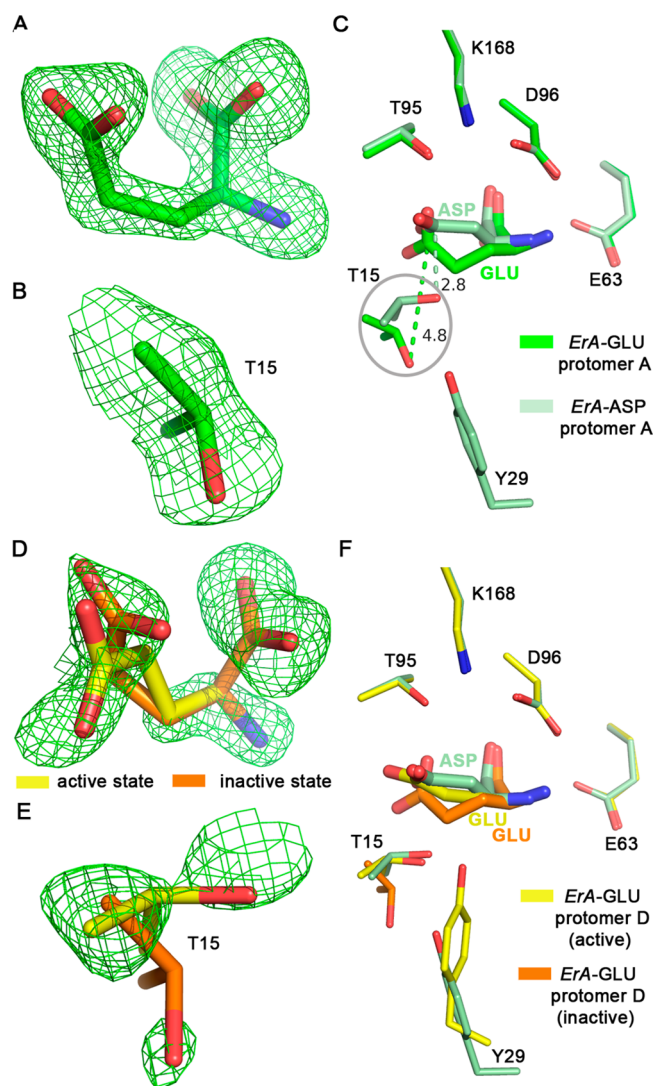 A
B
T15
C
K168
T95
D96
ASP
GLU
T15
2.8
4.8
E63
ErA-GLU
protomer A
ErA-ASP
protomer A
Y29
D
active state
inactive state
E
T15
F
K168
T95
D96
ASP
GLU
GLU
T15
E63
ErA-GLU
protomer D
(active)
ErA-GLU
protomer D
(inactive)
Y29